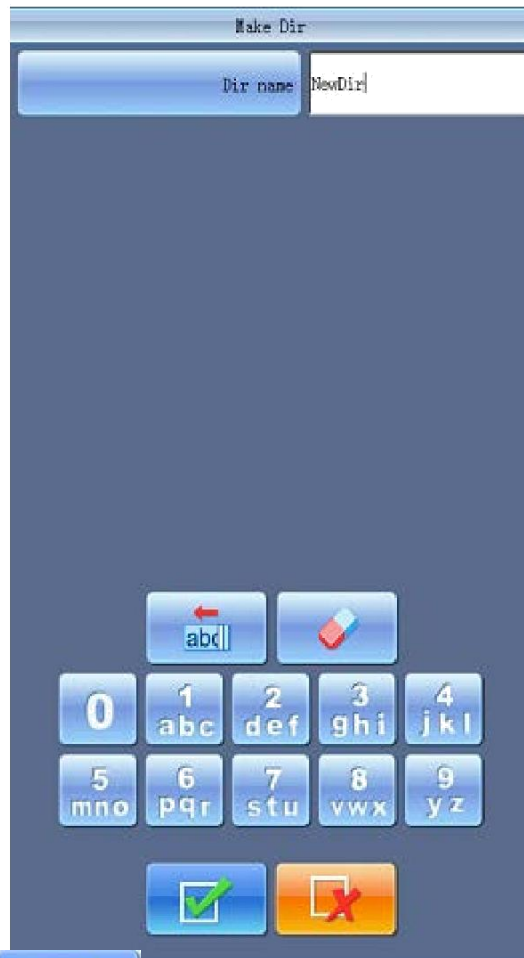 Make Dir
Dir name NewDir
abc
0 1 2 3 4
abc def ghi jkl
5 6 7 8 9
mno pqr stu vwx yz